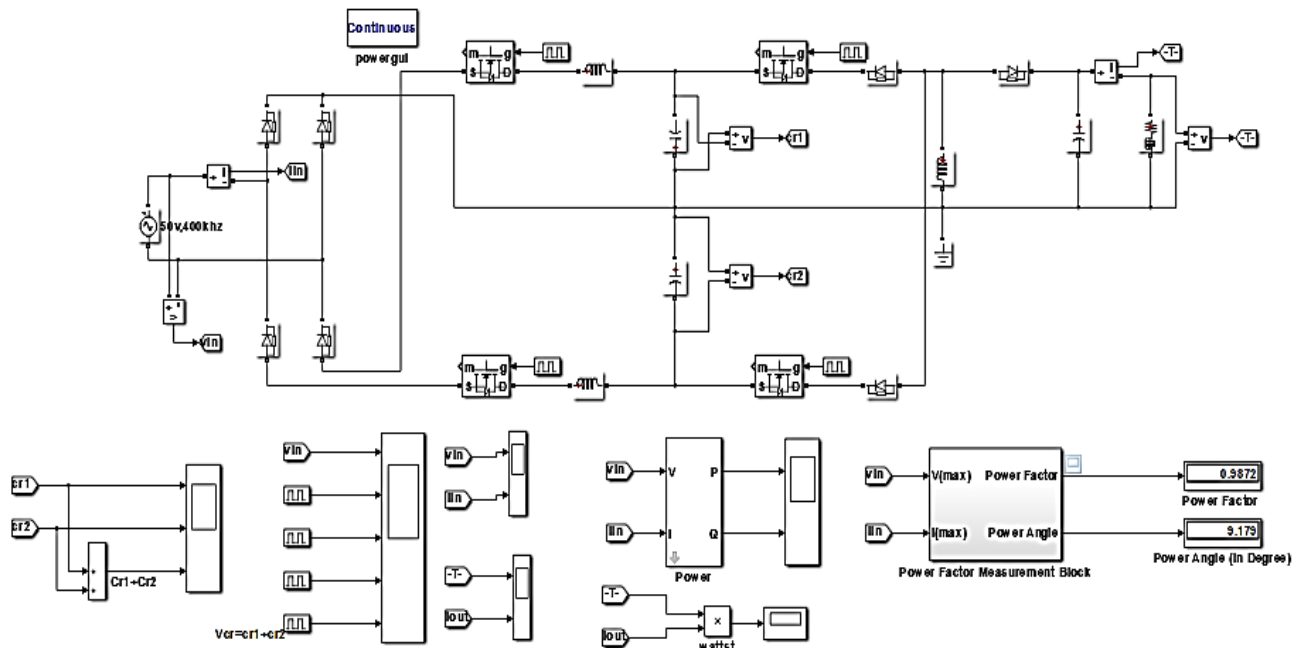 Continuous
powergui
m g
S D
m g
S D
-T-
+ v
cr1
+ v
-T-
Iin
50v,400khz
+ v
cr2
vin
m g
S D
m g
S D
vin
vin
vin
V P
vin
V(max) Power Factor
0.9872
Power Factor
cr1
Iin
cr2
Iin
I Q
Iin
I(max) Power Angle
9.179
Power Angle (in Degree)
Cr1+Cr2
Power
Power Factor Measurement Block
-T-
-T-
Iout
Iout
×
Vcr=cr1+cr2